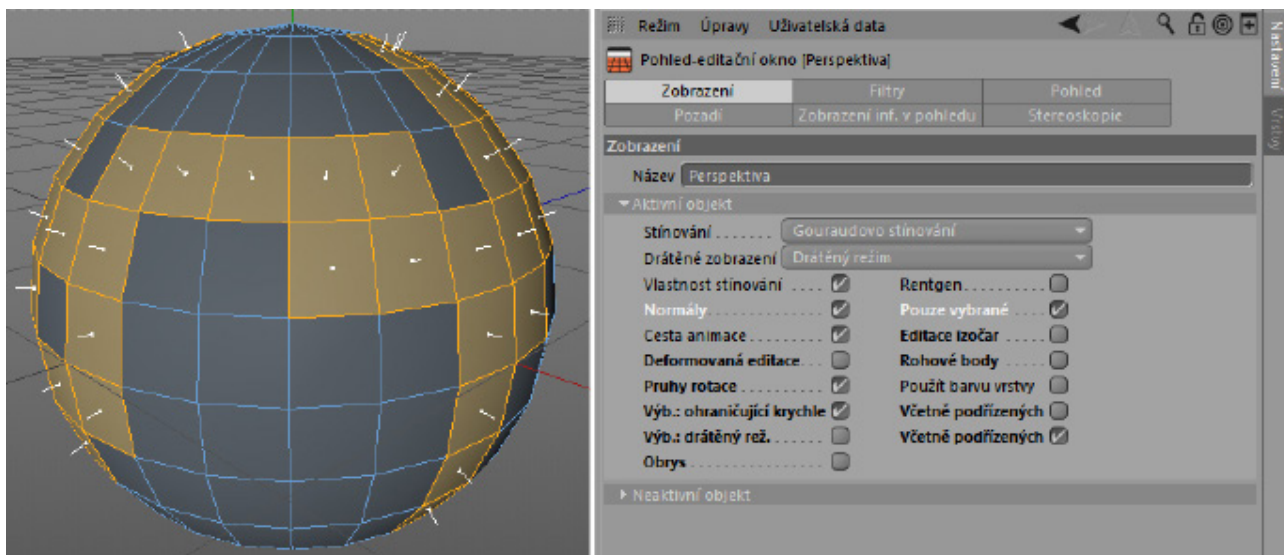 Režim Úpravy Uživatelská data
Pohled-editační okno [Perspektiva]
Zobrazení Filtry Pohled
Pozadí Zobrazení inf. v pohledu Stereoskopie
Zobrazení
Název Perspektiva
Aktivní objekt
Stínování ....... Gouraudovo stínování
Drátěné zobrazení Drátěný režim
Vlastnost stínování .... Rentgen..........
Normály.............. Pouze vybrané ....
Cesta animace ........ Editace izočar .....
Deformovaná editace... Rohové body ......
Pruhy rotace ......... Použít barvu vrstvy
Výb.: ohraničující krychle Včetně podřízených
Výb.: drátěný rež. ...... Včetně podřízených
Obrys ...............
Neaktivní objekt
Nastavení
Vrstvy